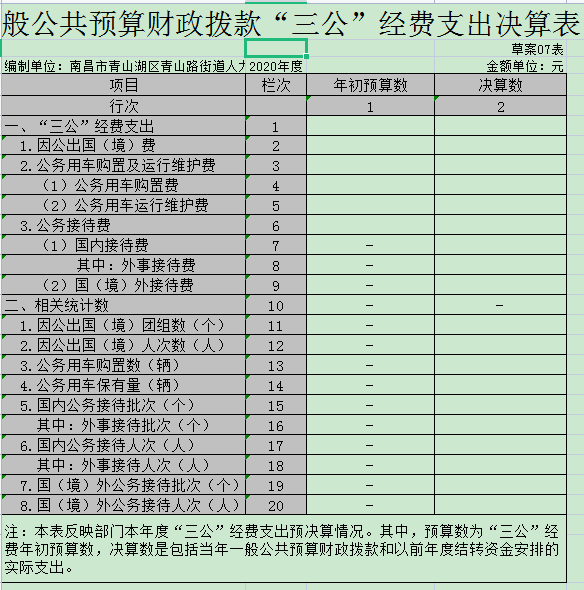 般公共预算财政拨款“三公”经费支出决算表
草案07表
编制单位：南昌市青山湖区青山路街道人力 2020年度 金额单位：元
项目 栏次 年初预算数 决算数
行次 1 2
一、“三公”经费支出 1
1.因公出国（境）费 2
2.公务用车购置及运行维护费 3
（1）公务用车购置费 4
（2）公务用车运行维护费 5
3.公务接待费 6
（1）国内接待费 7 —
其中：外事接待费 8 —
（2）国（境）外接待费 9 —
二、相关统计数 10 — —
1.因公出国（境）团组数（个） 11 —
2.因公出国（境）人次数（人） 12 —
3.公务用车购置数（辆） 13 —
4.公务用车保有量（辆） 14 —
5.国内公务接待批次（个） 15 —
其中：外事接待批次（个） 16 —
6.国内公务接待人次（人） 17 —
其中：外事接待人次（人） 18 —
7.国（境）外公务接待批次（个） 19 —
8.国（境）外公务接待人次（人） 20 —
注：本表反映部门本年度“三公”经费支出预决算情况。其中，预算数为“三公”经
费年初预算数，决算数是包括当年一般公共预算财政拨款和以前年度结转资金安排的
实际支出。